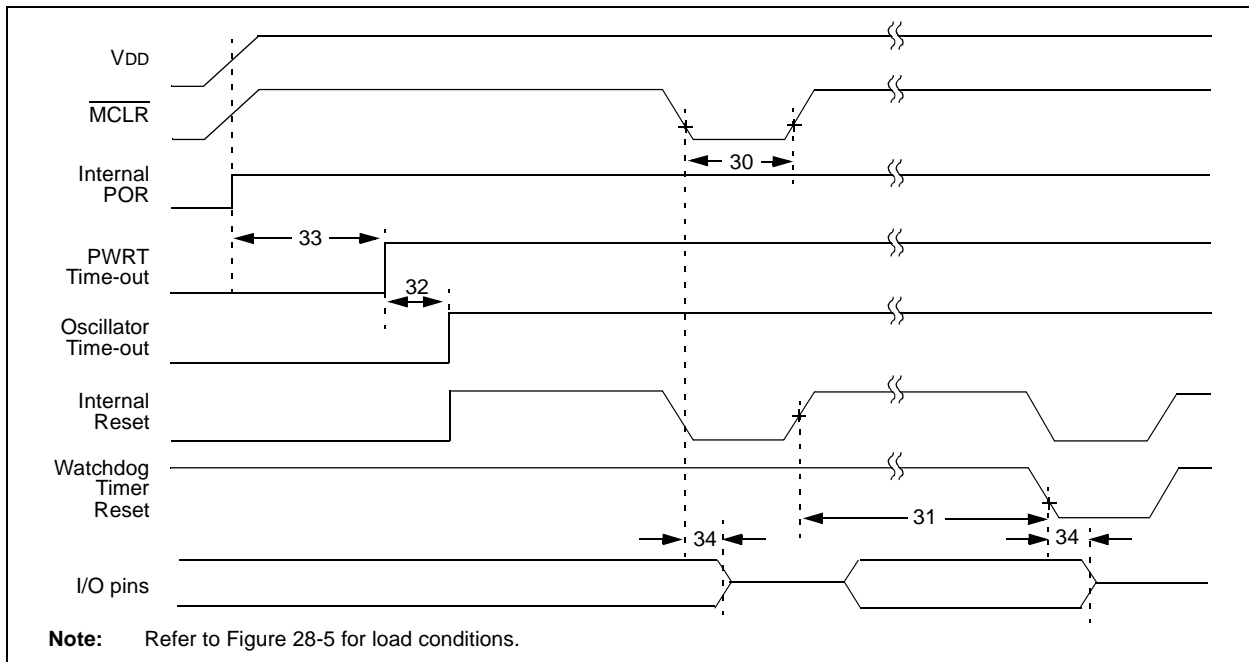 VDD
MCLR
30
Internal
POR
33
PWRT
Time-out
32
Oscillator
Time-out
Internal
Reset
Watchdog
Timer
Reset
31
34
34
I/O pins
Note: Refer to Figure 28-5 for load conditions.